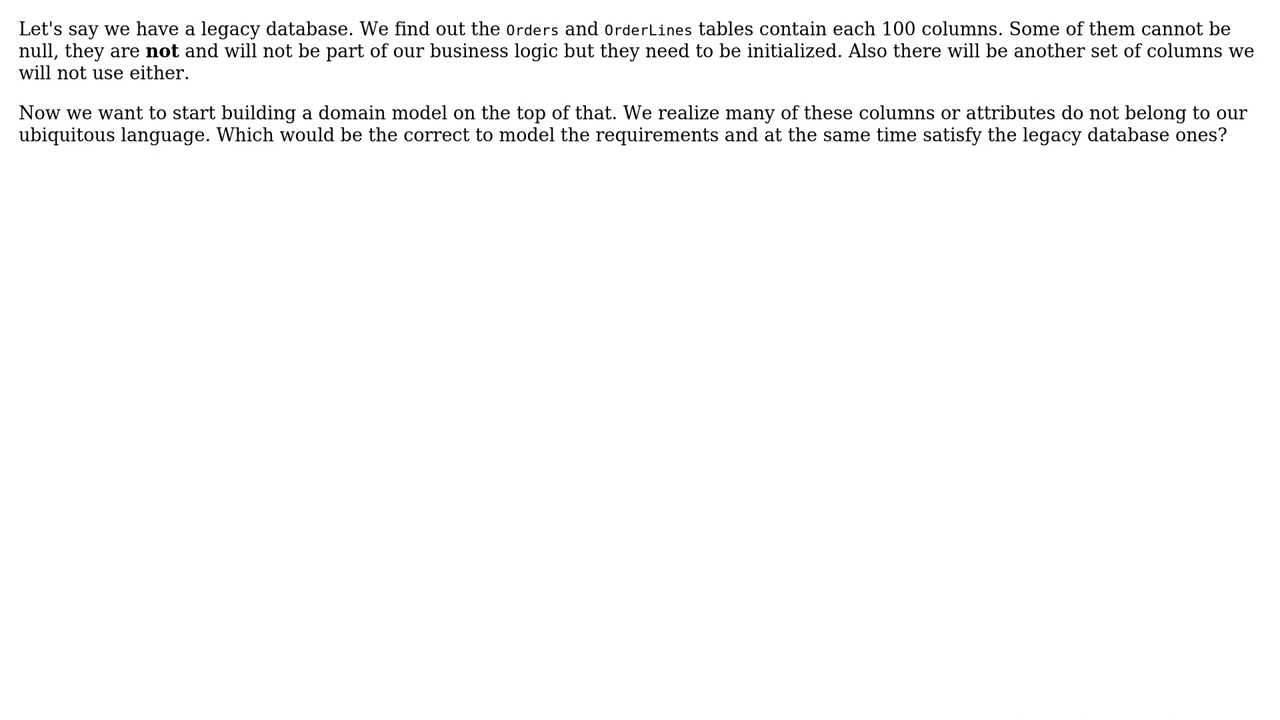 Let's say we have a legacy database. We find out the Orders and OrderLines tables contain each 100 columns. Some of them cannot be
null, they are not and will not be part of our business logic but they need to be initialized. Also there will be another set of columns we
will not use either.
Now we want to start building a domain model on the top of that. We realize many of these columns or attributes do not belong to our
ubiquitous language. Which would be the correct to model the requirements and at the same time satisfy the legacy database ones?